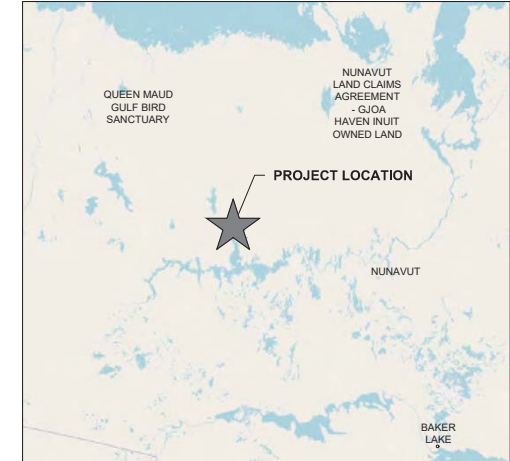 NUNAVUT
LAND CLAIMS
AGREEMENT
- GJOA
HAVEN INUIT
OWNED LAND
QUEEN MAUD
GULF BIRD
SANCTUARY
PROJECT LOCATION
NUNAVUT
BAKER
LAKE